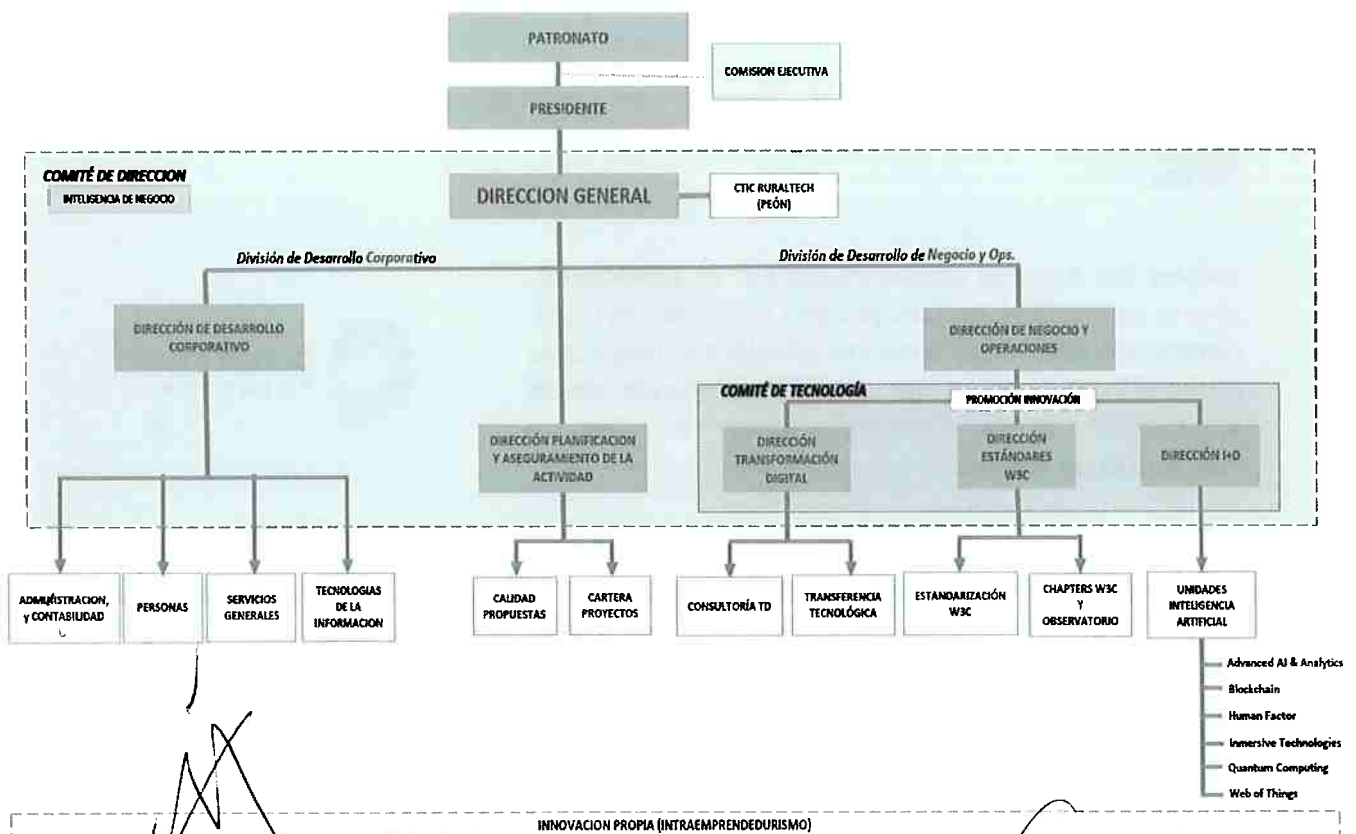 PATRONATO
COMISION EJECUTIVA
PRESIDENTE
COMITÉ DE DIRECCION
INTELIGENCIA DE NEGOCIO
DIRECCION GENERAL
CTIC RURALTECH
(PEÓN)
División de Desarrollo Corporativo
División de Desarrollo de Negocio y Ops.
DIRECCIÓN DE DESARROLLO
CORPORATIVO
DIRECCIÓN DE NEGOCIO Y
OPERACIONES
COMITÉ DE TECNOLOGÍA
PROMOCIÓN INNOVACIÓN
DIRECCIÓN PLANIFICACION
Y ASEGURAMIENTO DE LA
ACTIVIDAD
DIRECCIÓN
TRANSFORMACIÓN
DIGITAL
DIRECCIÓN
ESTÁNDARES
W3C
DIRECCIÓN I+D
ADMINISTRACION,
y CONTABILIDAD
PERSONAS
SERVICIOS
GENERALES
TECNOLOGIAS
DE LA
INFORMACION
CALIDAD
PROPUESTAS
CARTERA
PROYECTOS
CONSULTORÍA TD
TRANSFERENCIA
TECNOLÓGICA
ESTANDARIZACIÓN
W3C
CHAPTERS W3C
Y
OBSERVATORIO
UNIDADES
INTELIGENCIA
ARTIFICIAL
Advanced AI & Analytics
Blockchain
Human Factor
Inmersive Technologies
Quantum Computing
Web of Things
INNOVACION PROPIA (INTRAEMPRENDEDURISMO)